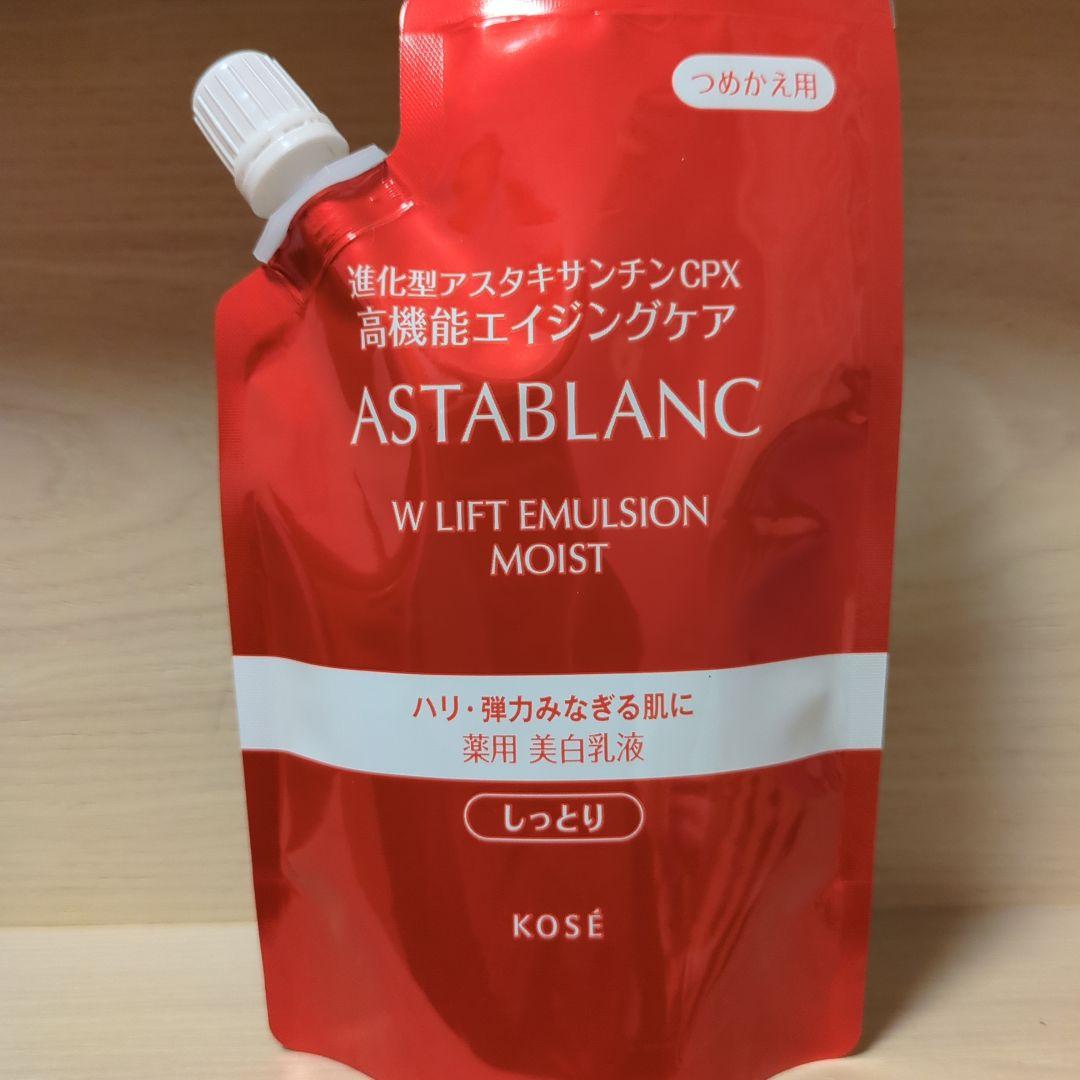 つめかえ用
進化型アスタキサンチンCPX
高機能エイジングケア
ASTABLANC
W LIFT EMULSION
MOIST
ハリ・弾力みなぎる肌に
薬用 美白乳液
しっとり
KOSÉ